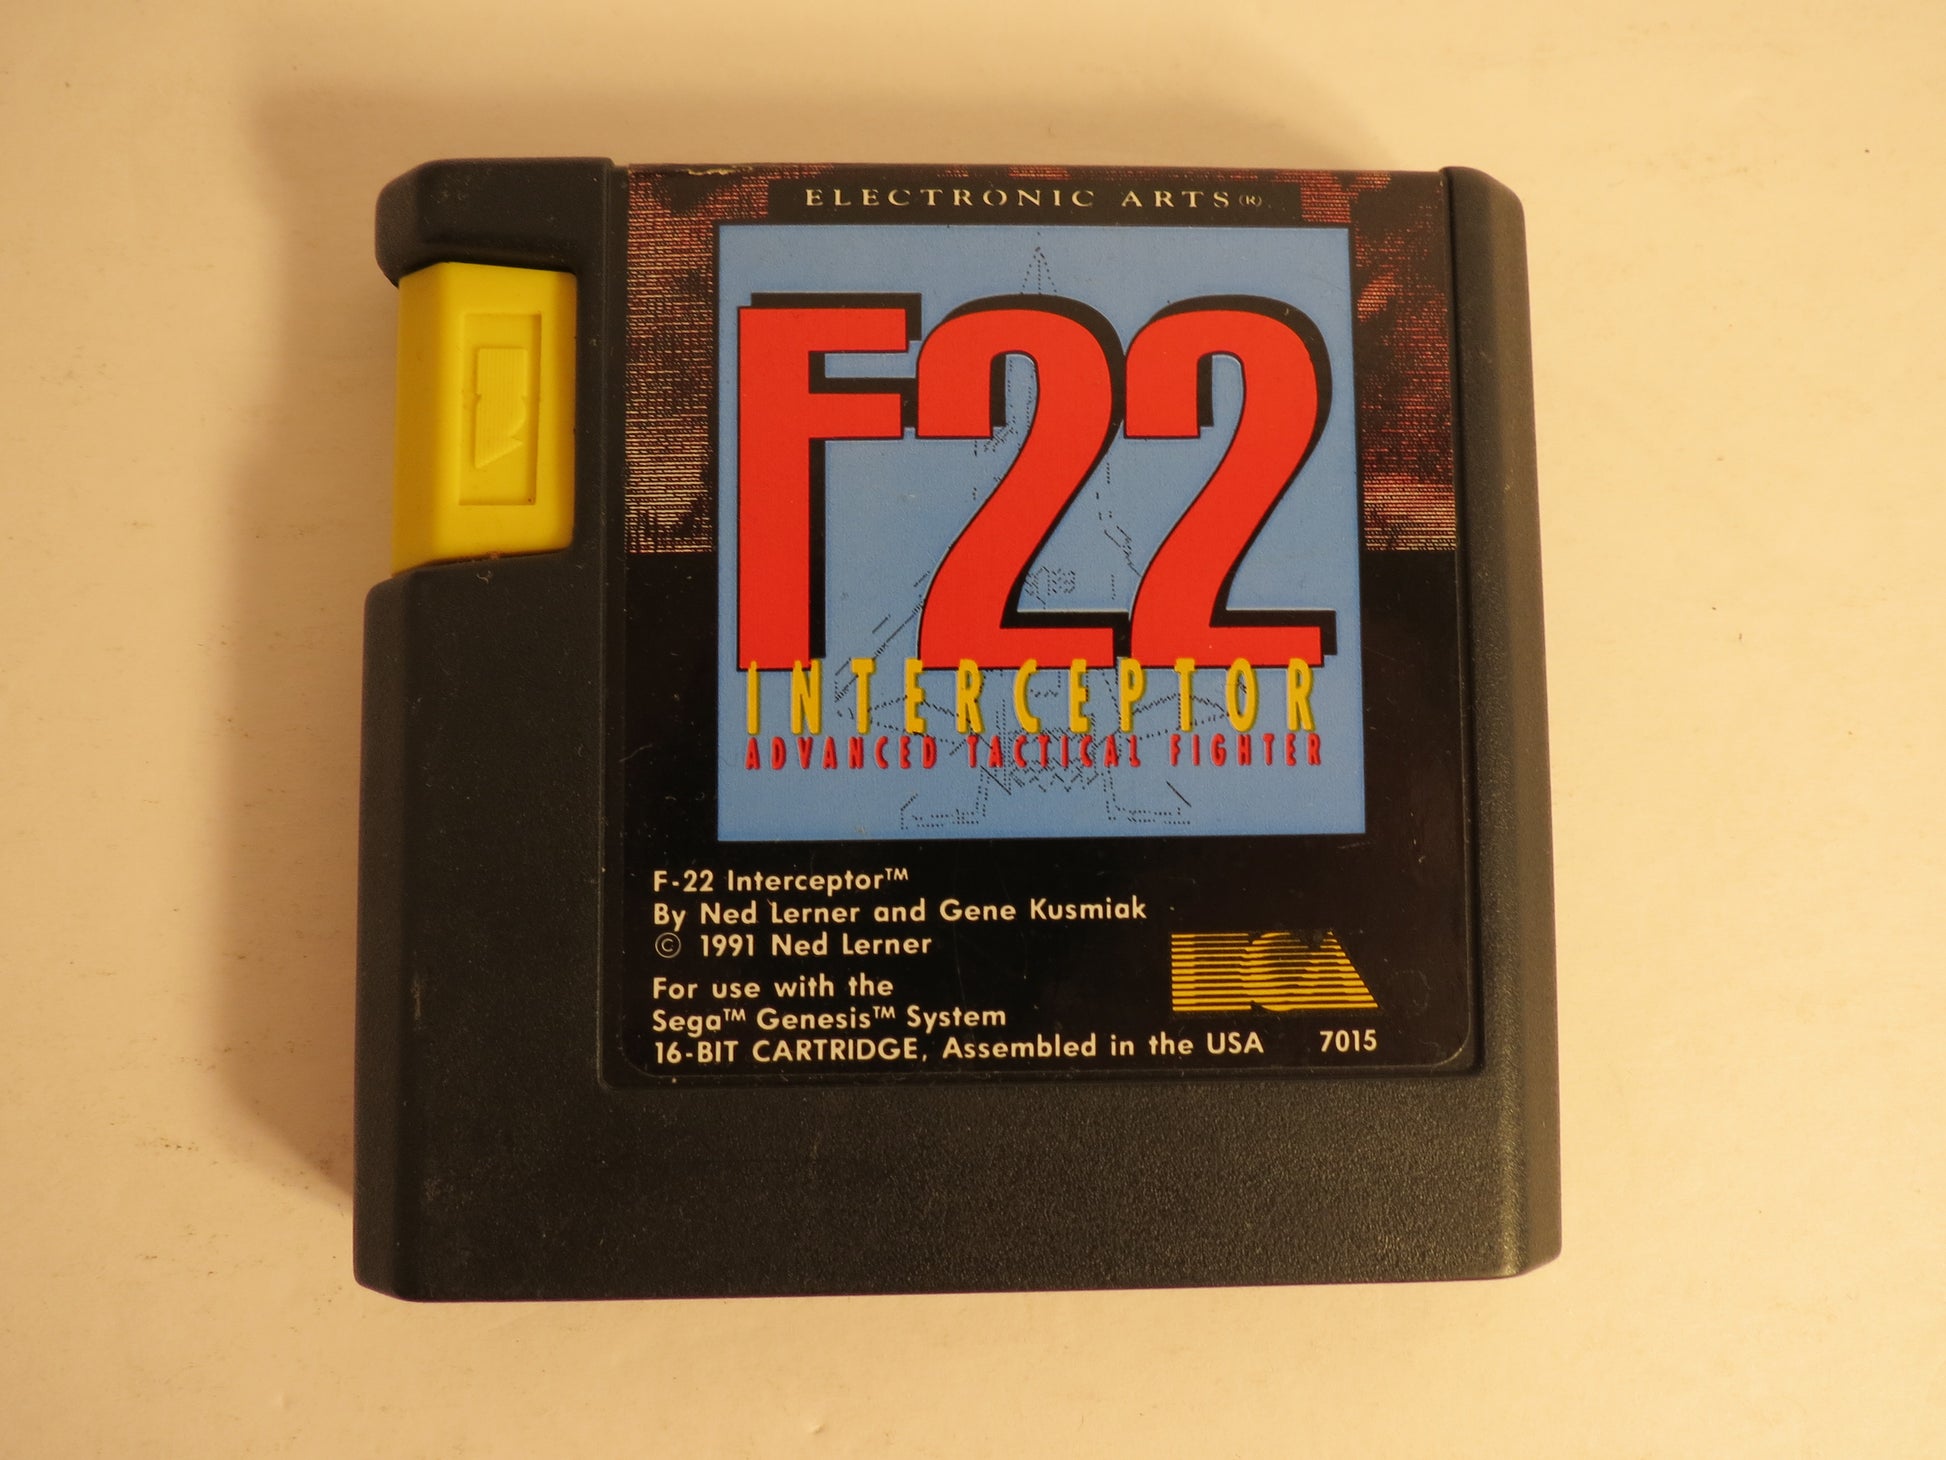 ELECTRONIC ARTS®
F22
INTERCEPTOR
ADVANCED TACTICAL FIGHTER
F-22 Interceptor™
By Ned Lerner and Gene Kusmiak
© 1991 Ned Lerner
For use with the
Sega™ Genesis™ System
16-BIT CARTRIDGE, Assembled in the USA 7015
EA